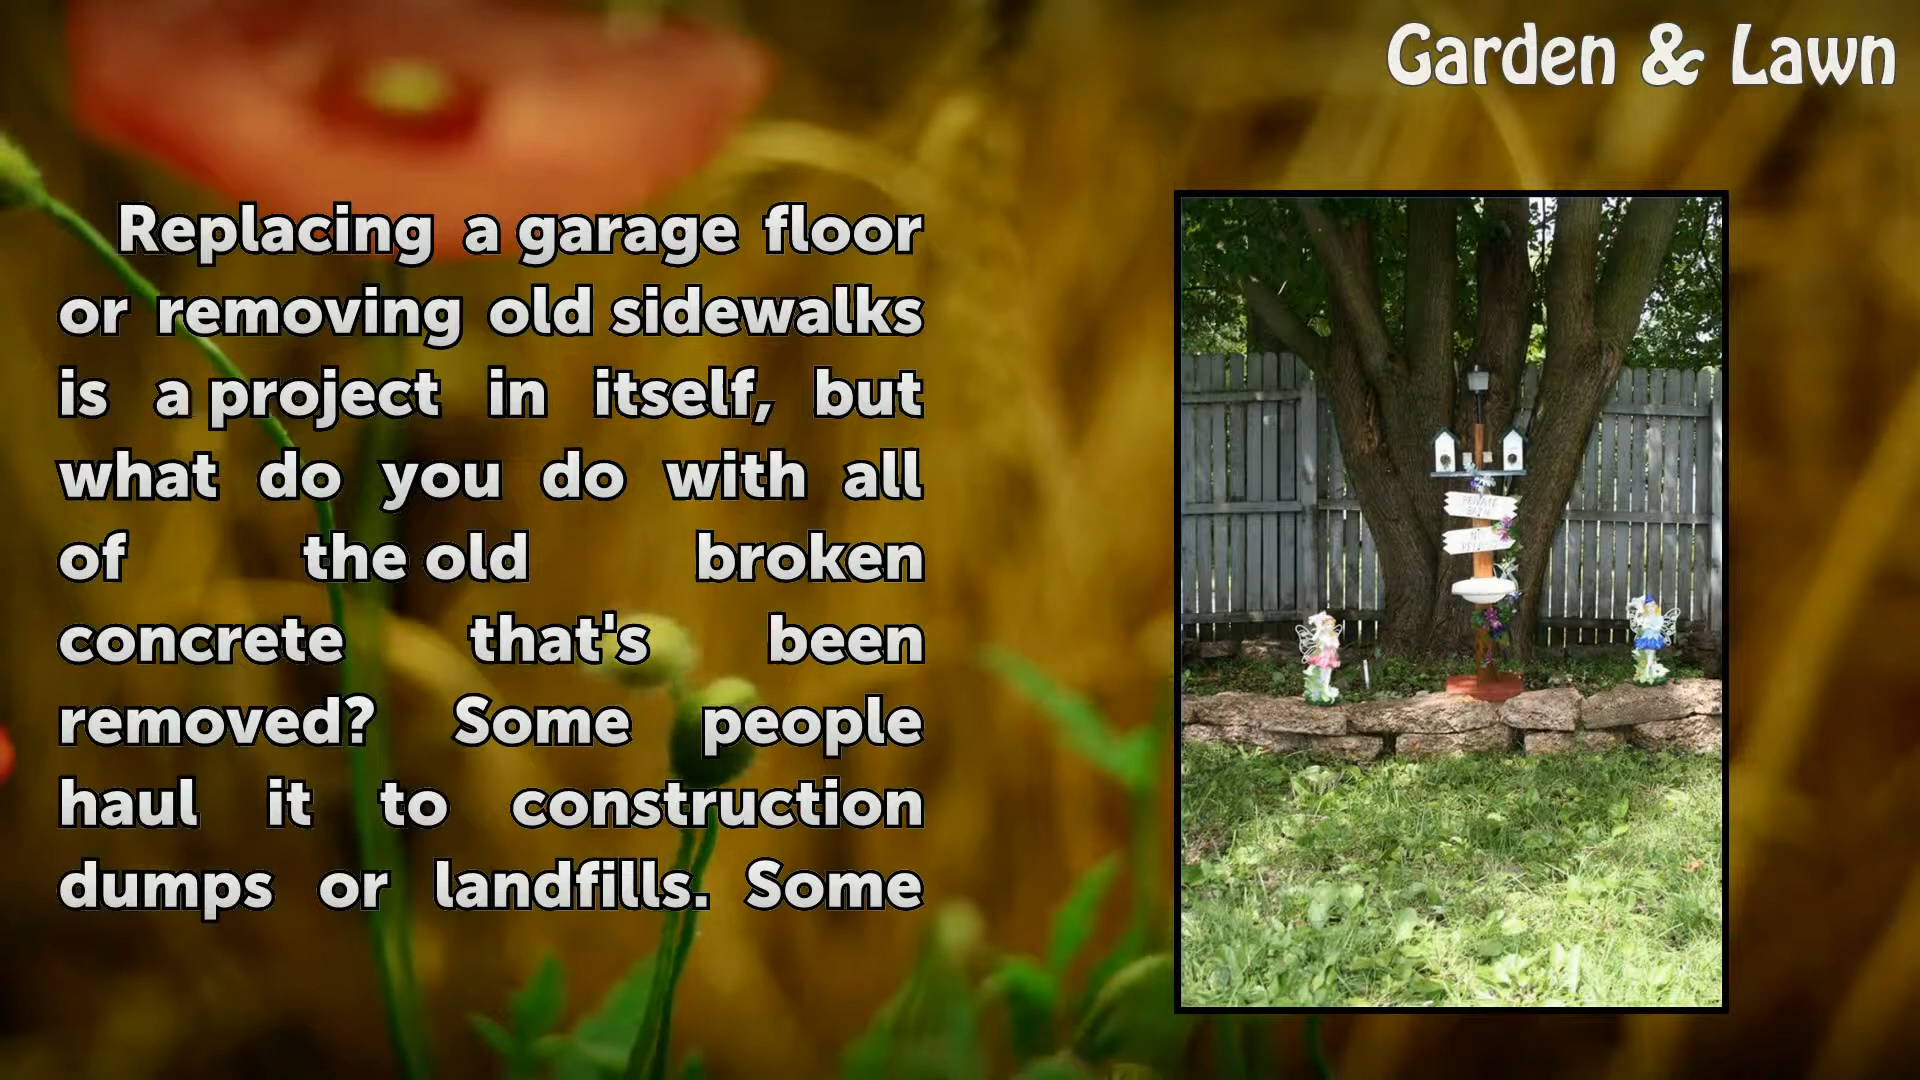 Garden & Lawn
Replacing a garage floor
or removing old sidewalks
is a project in itself, but
what do you do with all
of the old broken
concrete that's been
removed? Some people
haul it to construction
dumps or landfills. Some